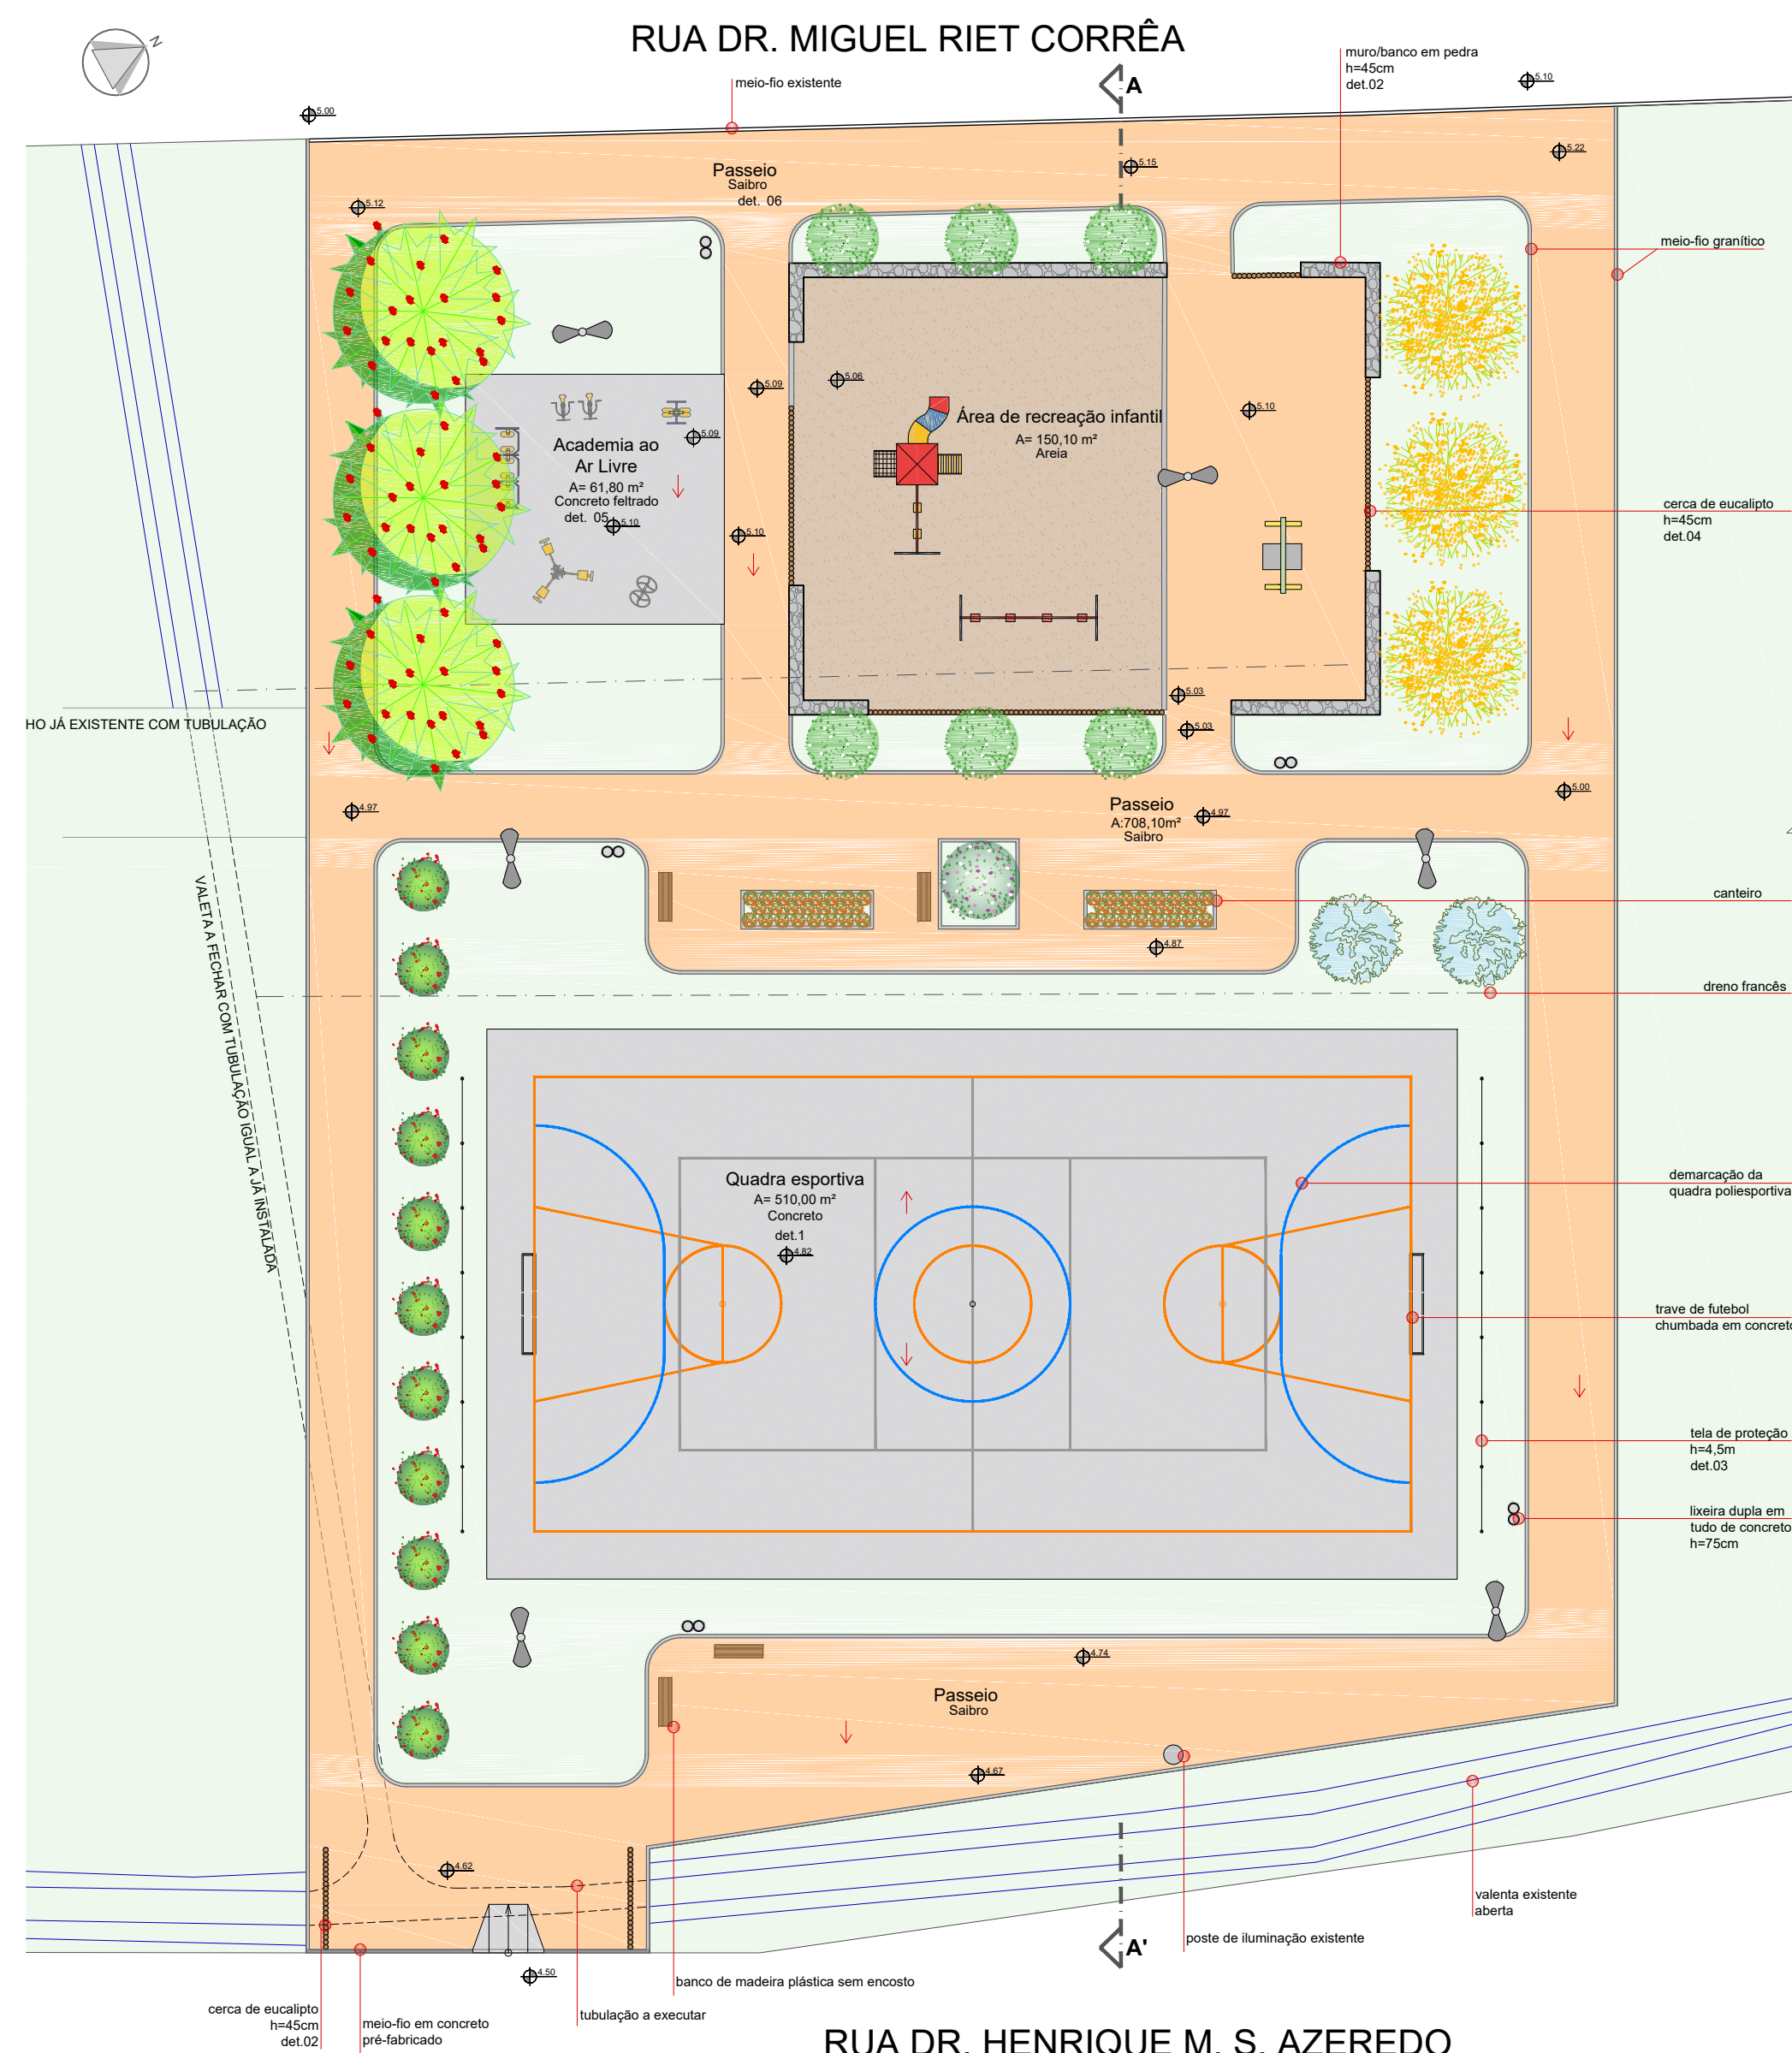 RUA DR. MIGUEL RIET CORRÊA
N
A
muro/banco em pedra
h=45cm
det.02
5.10
meio-fio existente
5.00
5.22
5.15
Passeio
Saibro
det. 06
5.12
meio-fio granítico
5.09
5.06
5.10
Área de recreação infantil
A= 150,10 m²
Areia
5.09
Academia ao
Ar Livre
A= 61,80 m²
Concreto feltrado
det. 05
5.10
5.10
cerca de eucalipto
h=45cm
det.04
5.03
5.03
HO JÁ EXISTENTE COM TUBULAÇÃO
5.00
4.97
Passeio
A:708,10m²
Saibro
4.97
canteiro
4.87
VALETA A FECHAR COM TUBULAÇÃO IGUAL A JÁ INSTALADA
dreno francês
demarcação da
quadra poliesportiva
Quadra esportiva
A= 510,00 m²
Concreto
det.1
4.82
trave de futebol
chumbada em concreto
tela de proteção
h=4,5m
det.03
lixeira dupla em
tudo de concreto
h=75cm
4.74
Passeio
Saibro
4.67
4.62
valenta existente
aberta
poste de iluminação existente
A'
4.50
banco de madeira plástica sem encosto
tubulação a executar
cerca de eucalipto
h=45cm
det.02
meio-fio em concreto
pré-fabricado
RUA DR. HENRIQUE M. S. AZEREDO